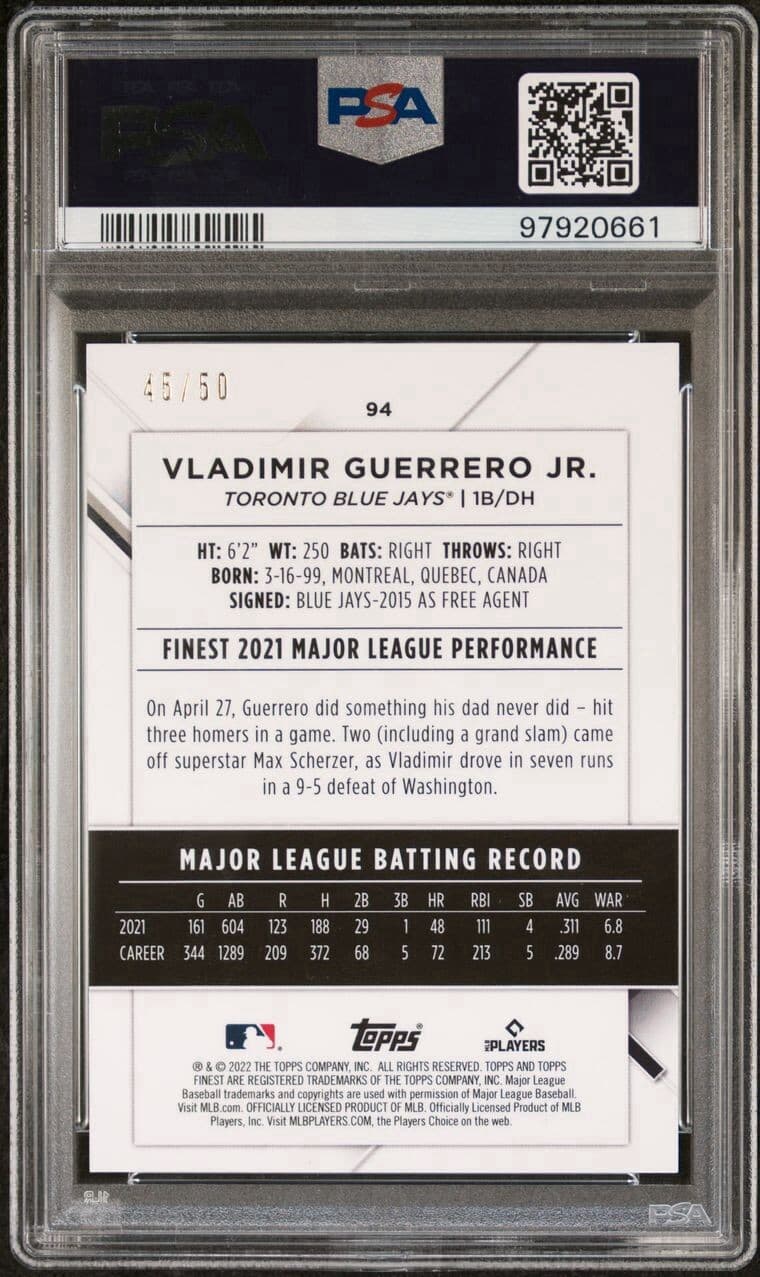 PSA
PSA
97920661
45/50
94
VLADIMIR GUERRERO JR.
TORONTO BLUE JAYS® | 1B/DH
HT: 6'2" WT: 250 BATS: RIGHT THROWS: RIGHT
BORN: 3-16-99, MONTREAL, QUEBEC, CANADA
SIGNED: BLUE JAYS-2015 AS FREE AGENT
FINEST 2021 MAJOR LEAGUE PERFORMANCE
On April 27, Guerrero did something his dad never did – hit
three homers in a game. Two (including a grand slam) came
off superstar Max Scherzer, as Vladimir drove in seven runs
in a 9-5 defeat of Washington.
MAJOR LEAGUE BATTING RECORD
G AB R H 2B 3B HR RBI SB AVG WAR
2021 161 604 123 188 29 1 48 111 4 .311 6.8
CAREER 344 1289 209 372 68 5 72 213 5 .289 8.7
topps® PLAYERS
® & © 2022 THE TOPPS COMPANY, INC. ALL RIGHTS RESERVED. TOPPS AND TOPPS
FINEST ARE REGISTERED TRADEMARKS OF THE TOPPS COMPANY, INC. Major League
Baseball trademarks and copyrights are used with permission of Major League Baseball.
Visit MLB.com. OFFICIALLY LICENSED PRODUCT OF MLB. Officially Licensed Product of MLB
Players, Inc. Visit MLBPLAYERS.COM, the Players Choice on the web.
PSA